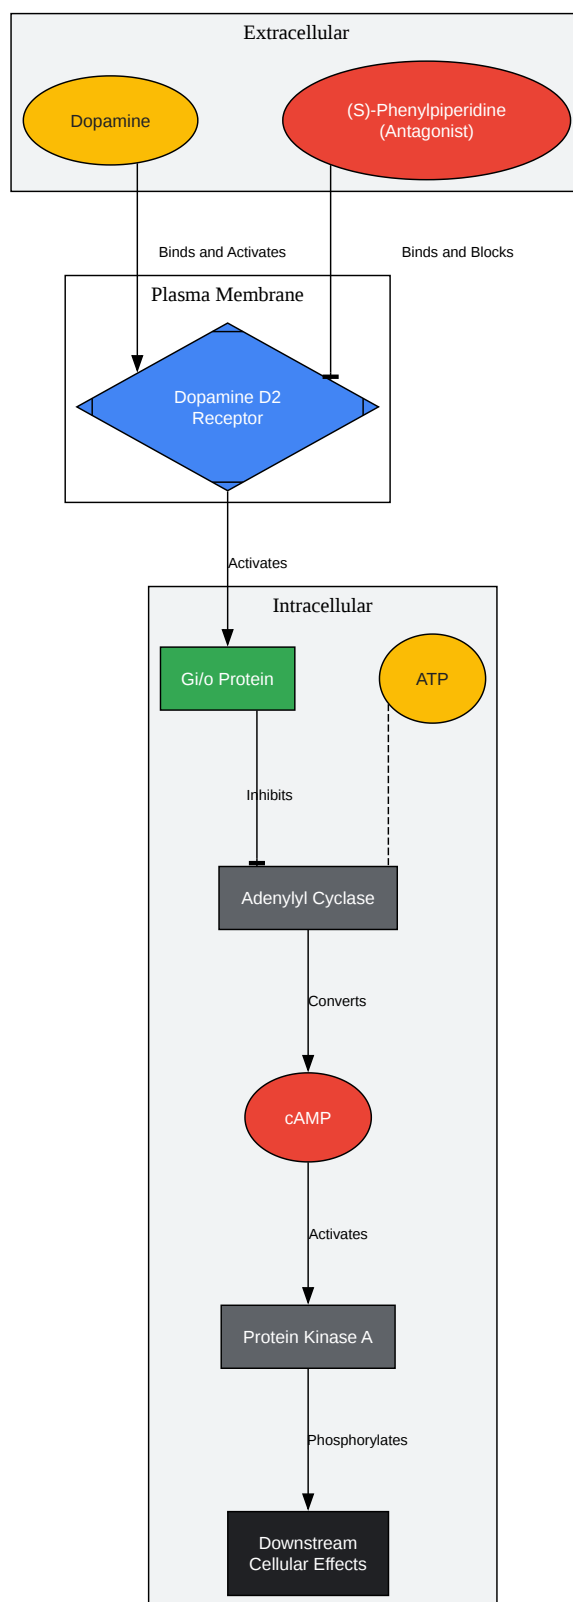 Extracellular
Dopamine
(S)-Phenylpiperidine
(Antagonist)
Binds and Activates
Binds and Blocks
Plasma Membrane
Dopamine D2
Receptor
Activates
Intracellular
Gi/o Protein
ATP
Inhibits
Adenylyl Cyclase
Converts
cAMP
Activates
Protein Kinase A
Phosphorylates
Downstream
Cellular Effects